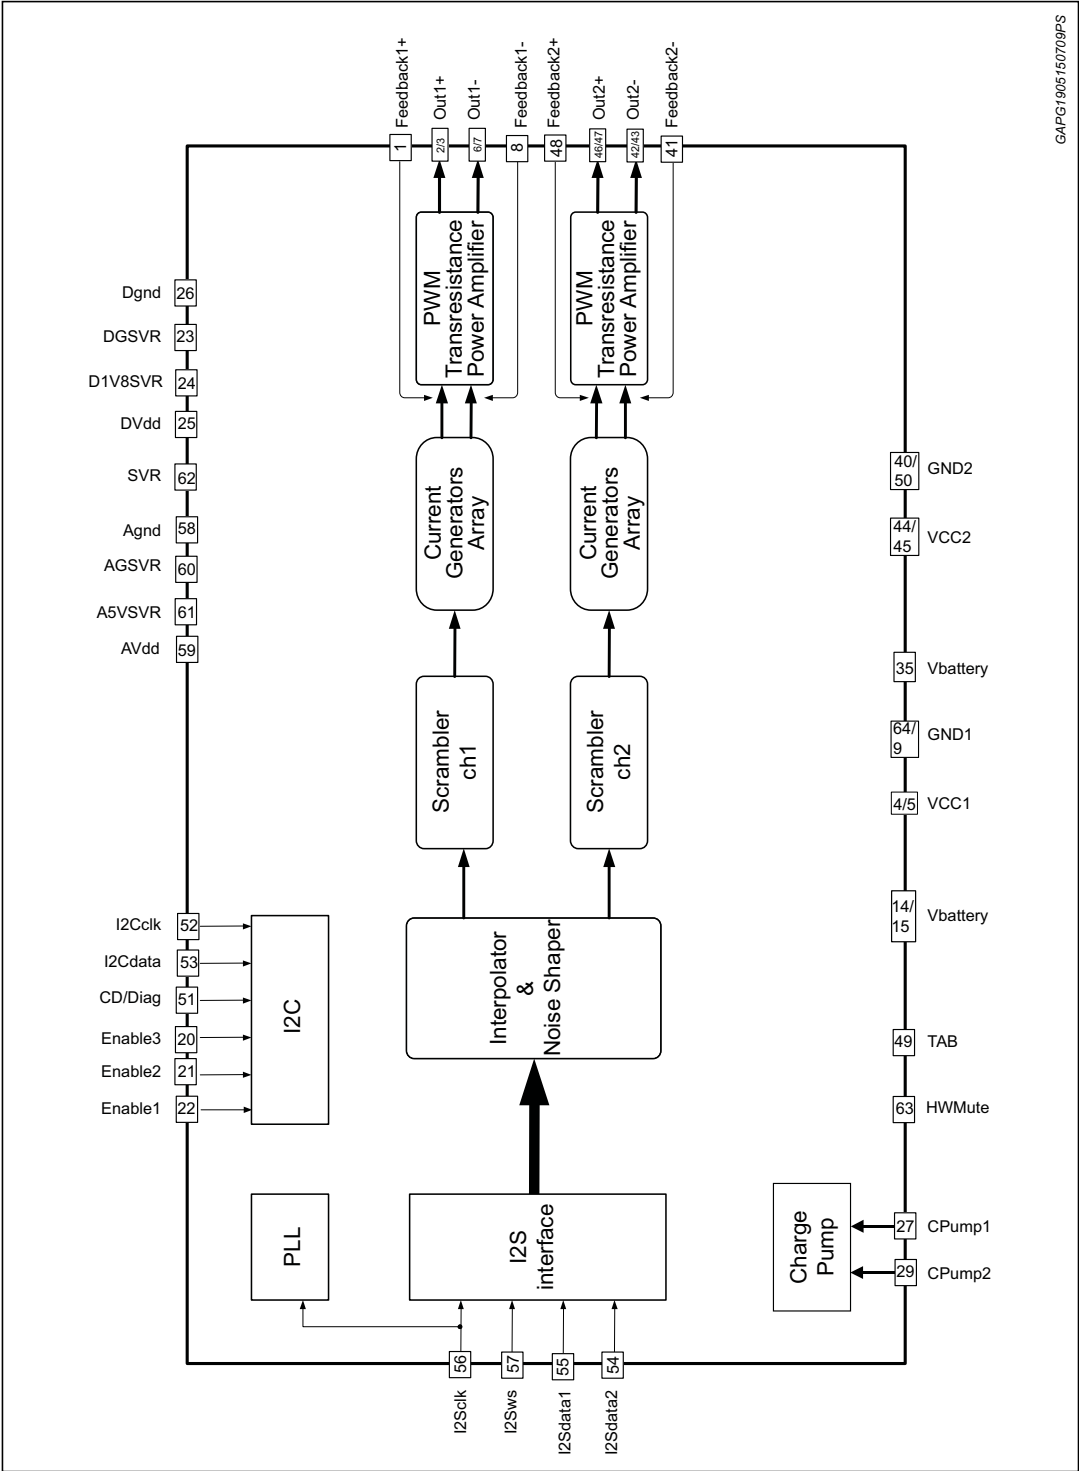 GAPG1905150709PS
Feedback1+
Out1+
Out1-
Feedback1-
Feedback2+
Out2+
Out2-
Feedback2-
1
2/3
6/7
8
48
46/47
42/43
41
PWM
Transresistance
Power Amplifier
PWM
Transresistance
Power Amplifier
Current
Generators
Array
Current
Generators
Array
Scrambler
ch1
Scrambler
ch2
Interpolator
&
Noise Shaper
I2S
interface
PLL
I2C
Charge
Pump
Dgnd 26
DGSVR 23
D1V8SVR 24
DVdd 25
SVR 62
Agnd 58
AGSVR 60
A5VSVR 61
AVdd 59
I2Cclk 52
I2Cdata 53
CD/Diag 51
Enable3 20
Enable2 21
Enable1 22
40/
50
GND2
44/
45
VCC2
35 Vbattery
64/
9
GND1
4/5 VCC1
14/
15
Vbattery
49 TAB
63 HWMute
27 CPump1
29 CPump2
56
57
55
54
I2Sclk
I2Sws
I2Sdata1
I2Sdata2